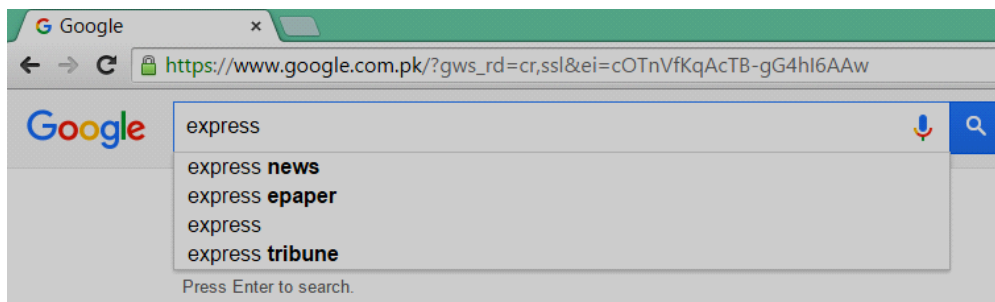 Google
https://www.google.com.pk/?gws_rd=cr,ssl&ei=cOTnVfKqAcTB-gG4hI6AAw
Google express
express news
express epaper
express
express tribune
Press Enter to search.